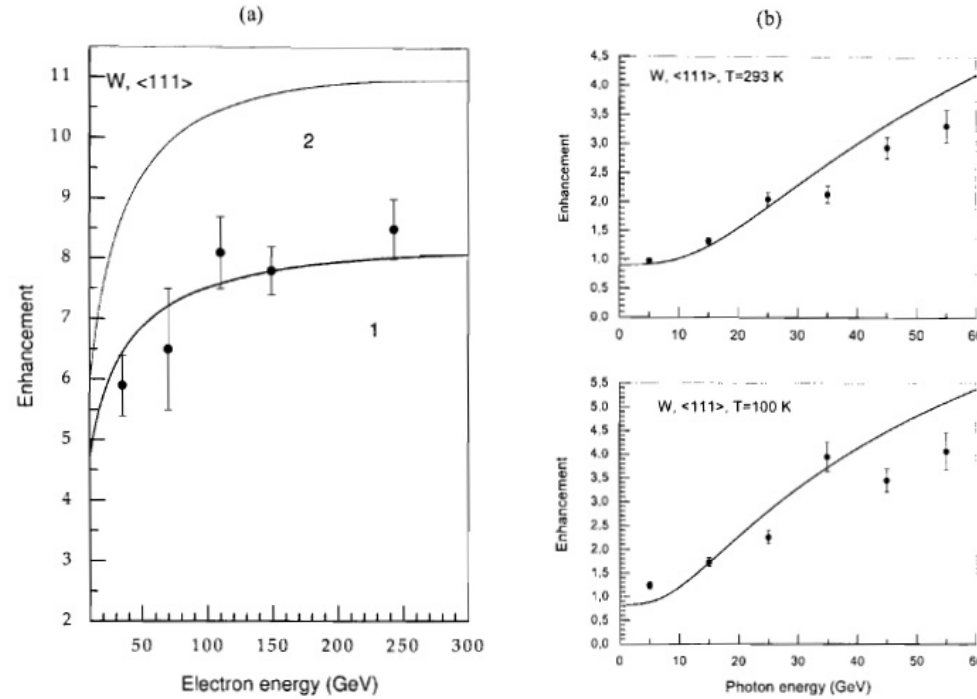 (a)
W, <111>
2
1
11
10
9
8
7
6
5
4
3
2
Enhancement
50 100 150 200 250 300
Electron energy (GeV)
(b)
W, <111>, T=293 K
4,5
4,0
3,5
3,0
2,5
2,0
1,5
1,0
0,5
0,0
Enhancement
0 10 20 30 40 50 60
W, <111>, T=100 K
5,5
5,0
4,5
4,0
3,5
3,0
2,5
2,0
1,5
1,0
0,5
0,0
Enhancement
0 10 20 30 40 50 60
Photon energy (GeV)